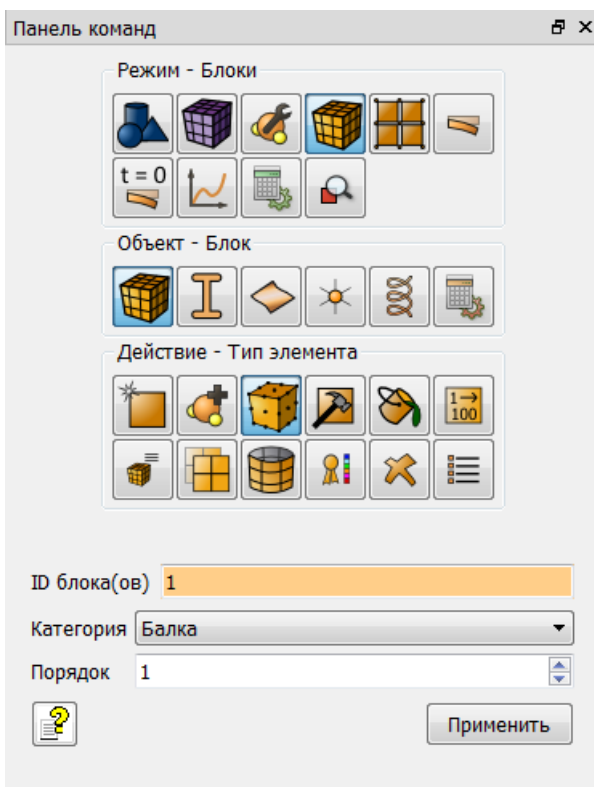 Панель команд
Режим - Блоки
t = 0
Объект - Блок
Действие - Тип элемента
1→
100
ID блока(ов) 1
Категория Балка
Порядок 1
Применить